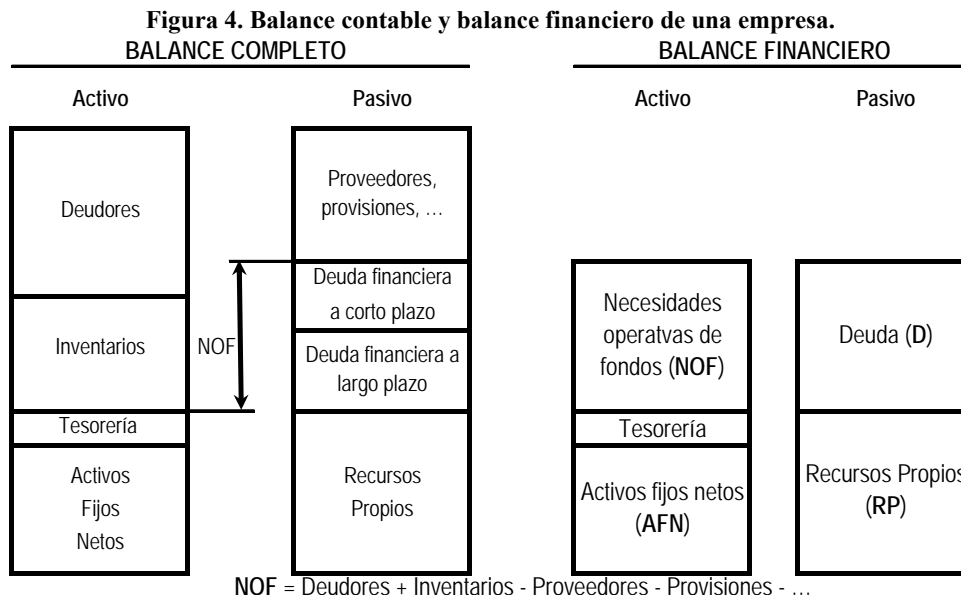 Figura 4. Balance contable y balance financiero de una empresa.
BALANCE COMPLETO
BALANCE FINANCIERO
Activo
Pasivo
Activo
Pasivo
Deudores
Inventarios
Tesorería
Activos
Fijos
Netos
NOF
Proveedores,
provisiones, …
Deuda financiera
a corto plazo
Deuda financiera a
largo plazo
Recursos
Propios
Necesidades
operatvas de
fondos (NOF)
Tesorería
Activos fijos netos
(AFN)
Deuda (D)
Recursos Propios
(RP)
NOF = Deudores + Inventarios - Proveedores - Provisiones - …